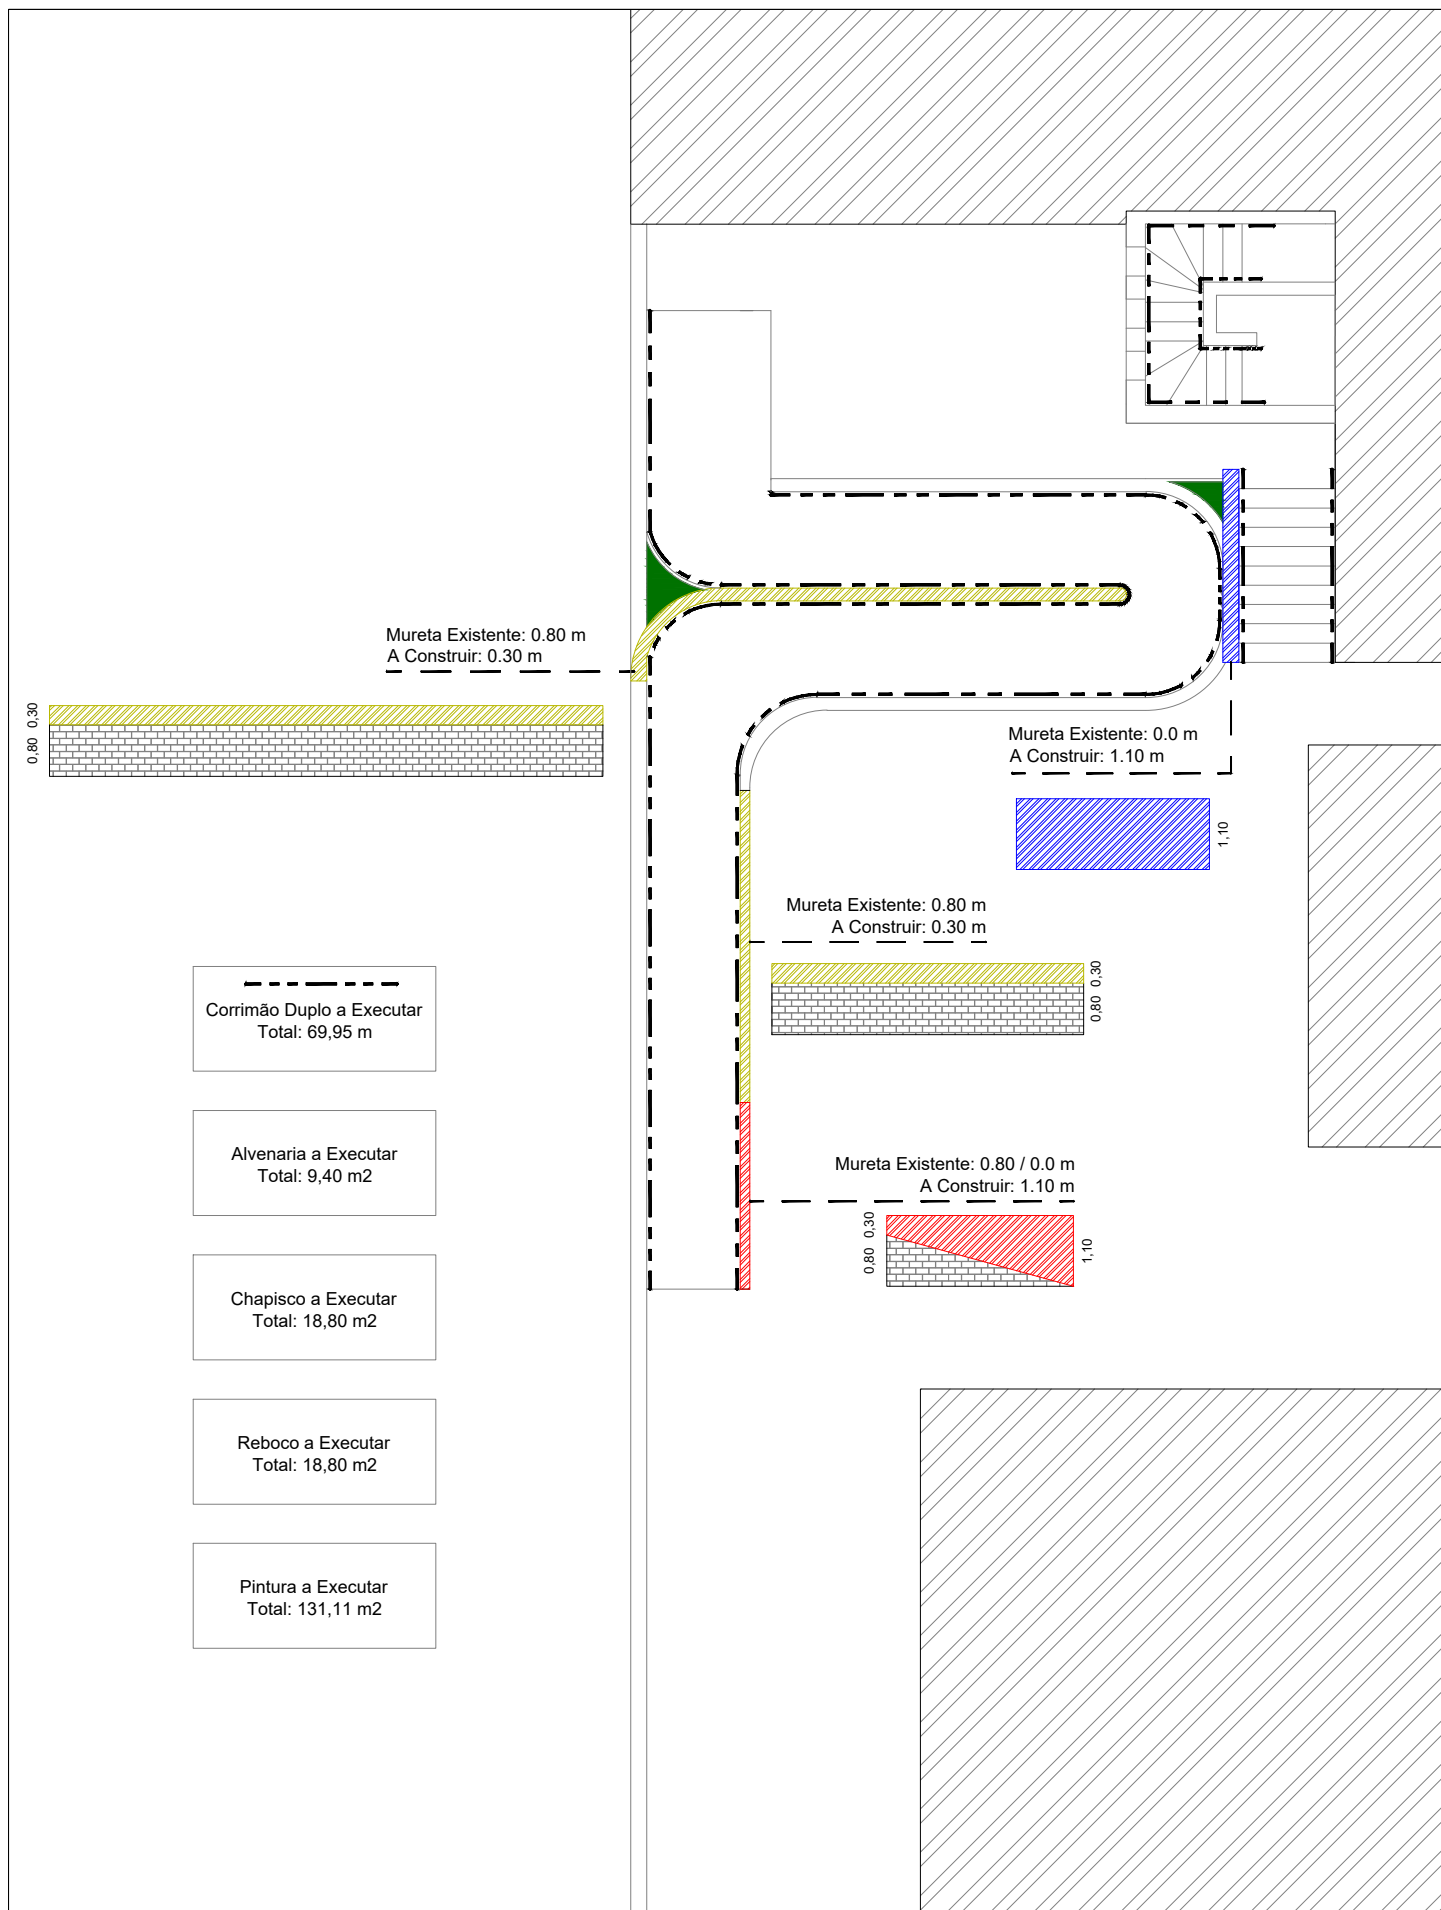 Mureta Existente: 0.80 m
A Construir: 0.30 m
0,30
0,80
Mureta Existente: 0.0 m
A Construir: 1.10 m
1,10
Mureta Existente: 0.80 m
A Construir: 0.30 m
0,30
0,80
Corrimão Duplo a Executar
Total: 69,95 m
Alvenaria a Executar
Total: 9,40 m2
Mureta Existente: 0.80 / 0.0 m
A Construir: 1.10 m
0,30
0,80
1,10
Chapisco a Executar
Total: 18,80 m2
Reboco a Executar
Total: 18,80 m2
Pintura a Executar
Total: 131,11 m2